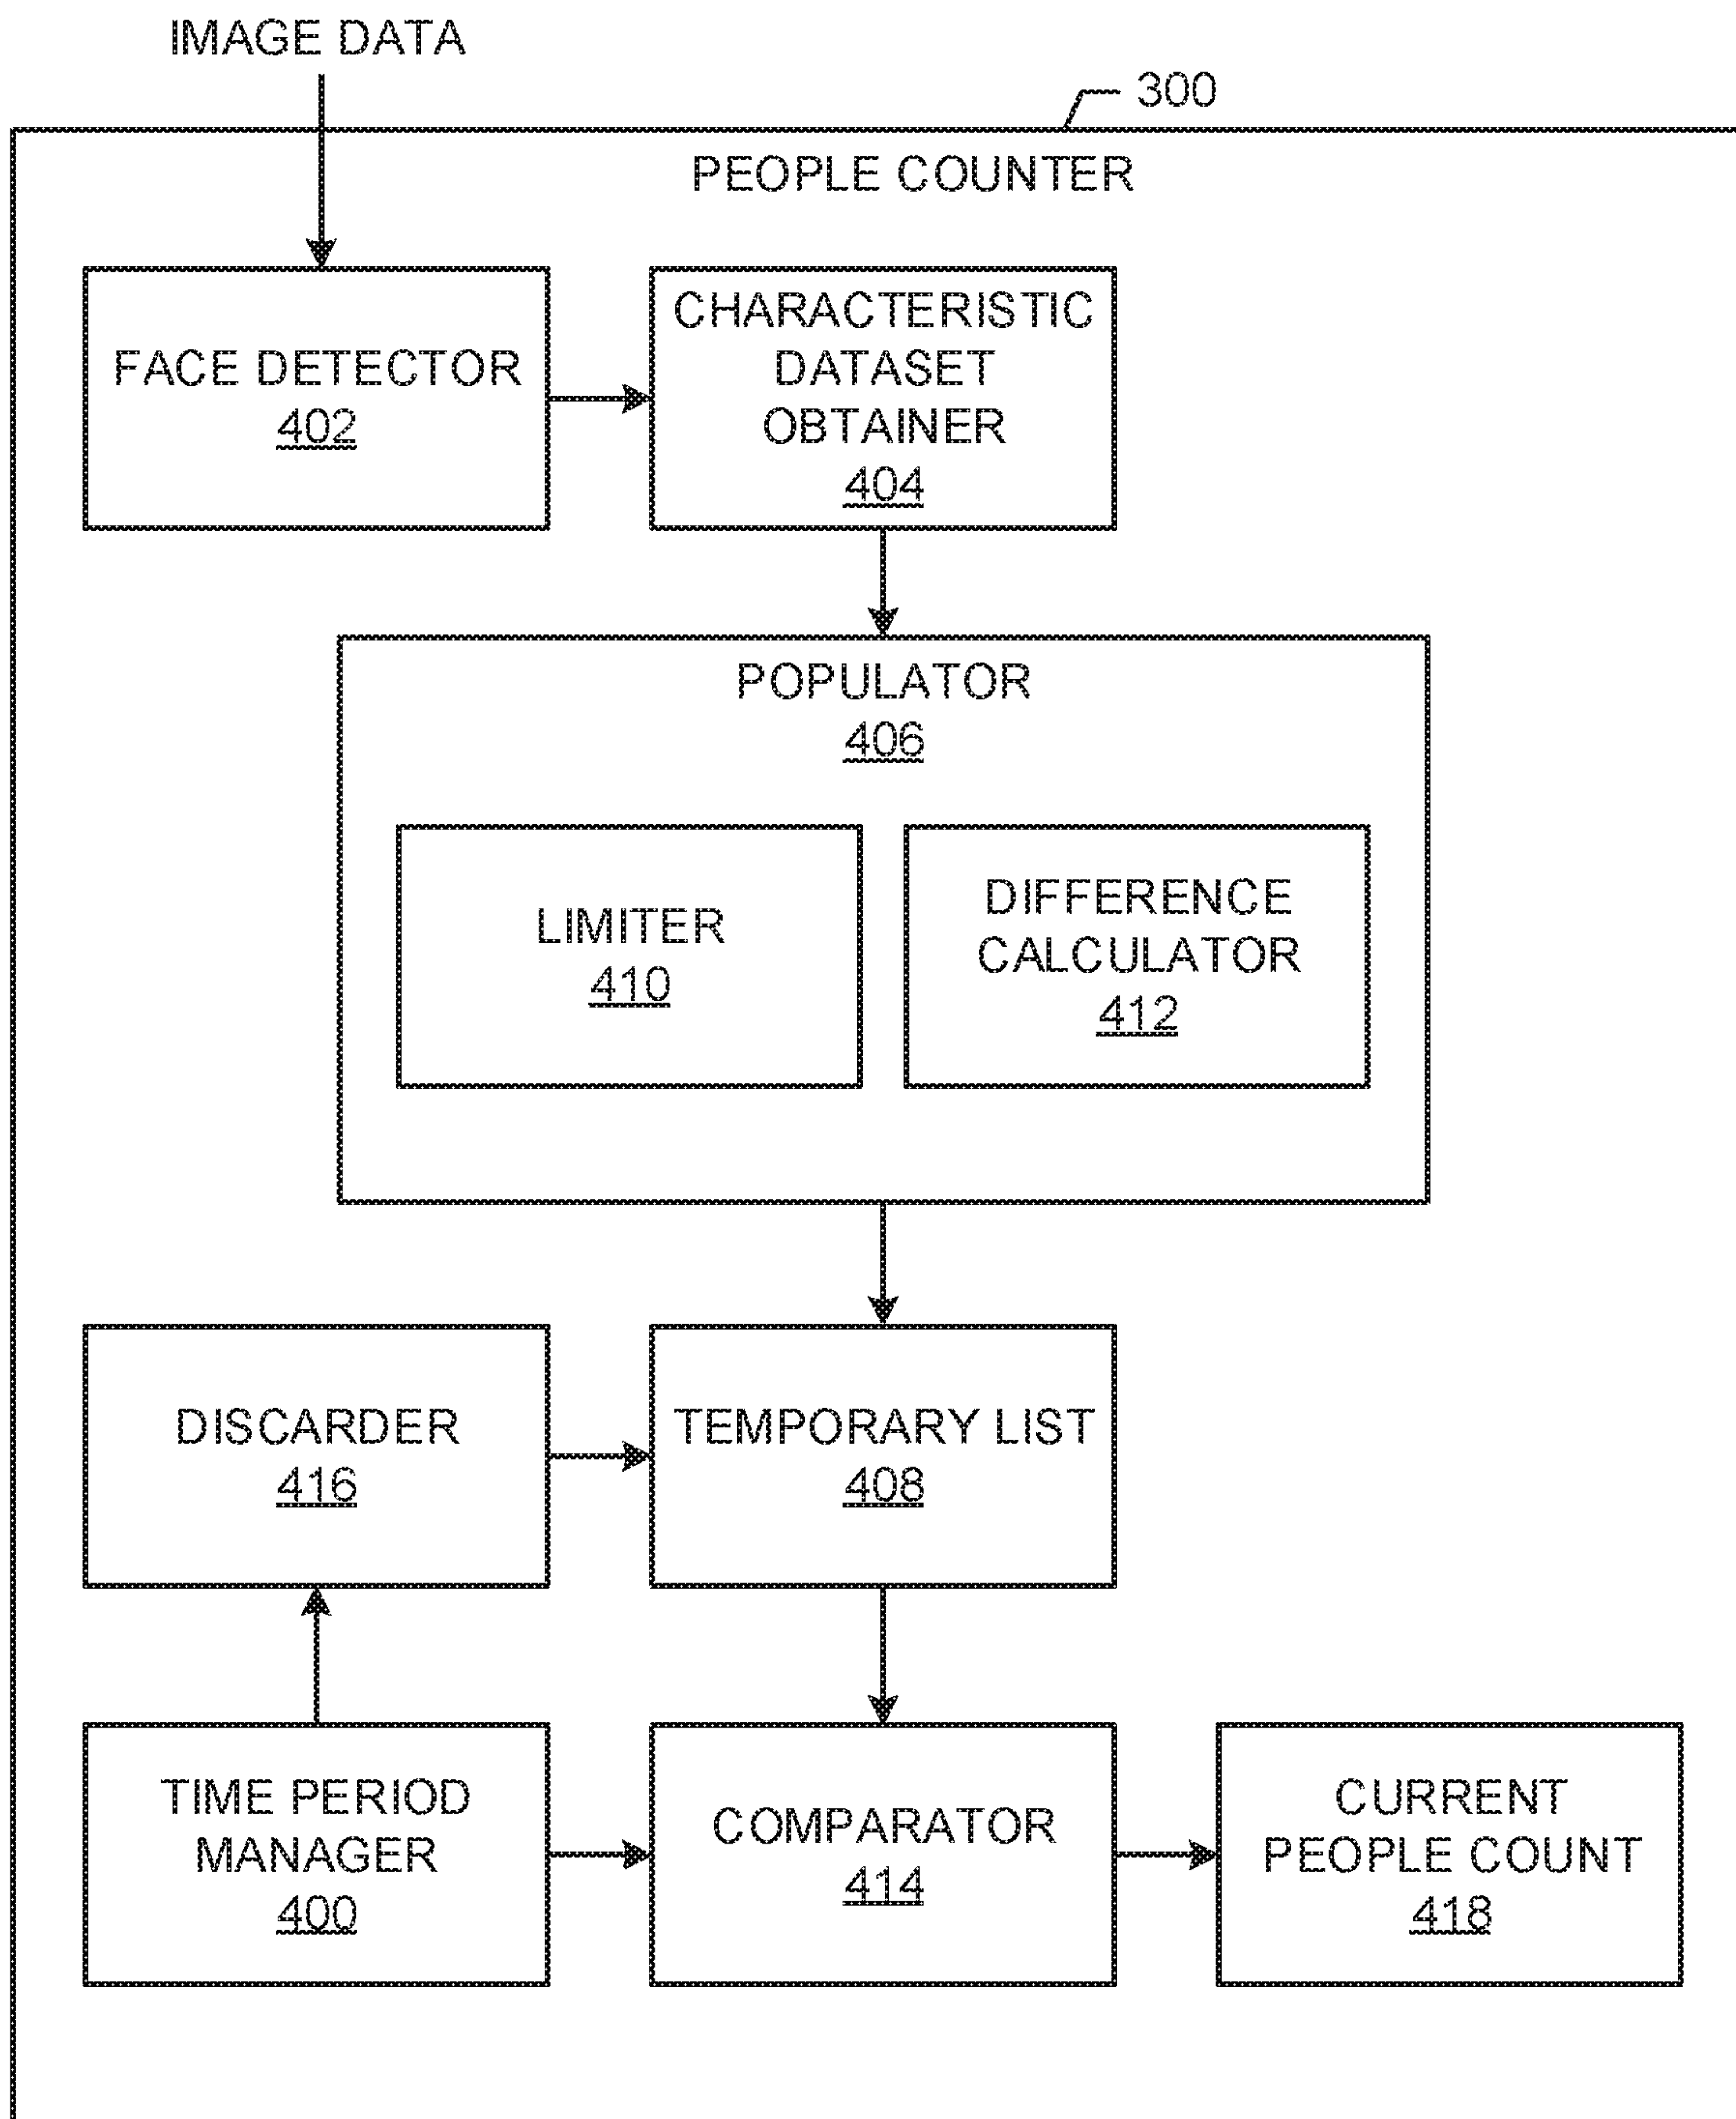 IMAGE DATA
300
PEOPLE COUNTER
FACE DETECTOR
402
CHARACTERISTIC
DATASET
OBTAINER
404
POPULATOR
406
LIMITER
410
DIFFERENCE
CALCULATOR
412
DISCARDER
416
TEMPORARY LIST
408
TIME PERIOD
MANAGER
400
COMPARATOR
414
CURRENT
PEOPLE COUNT
418